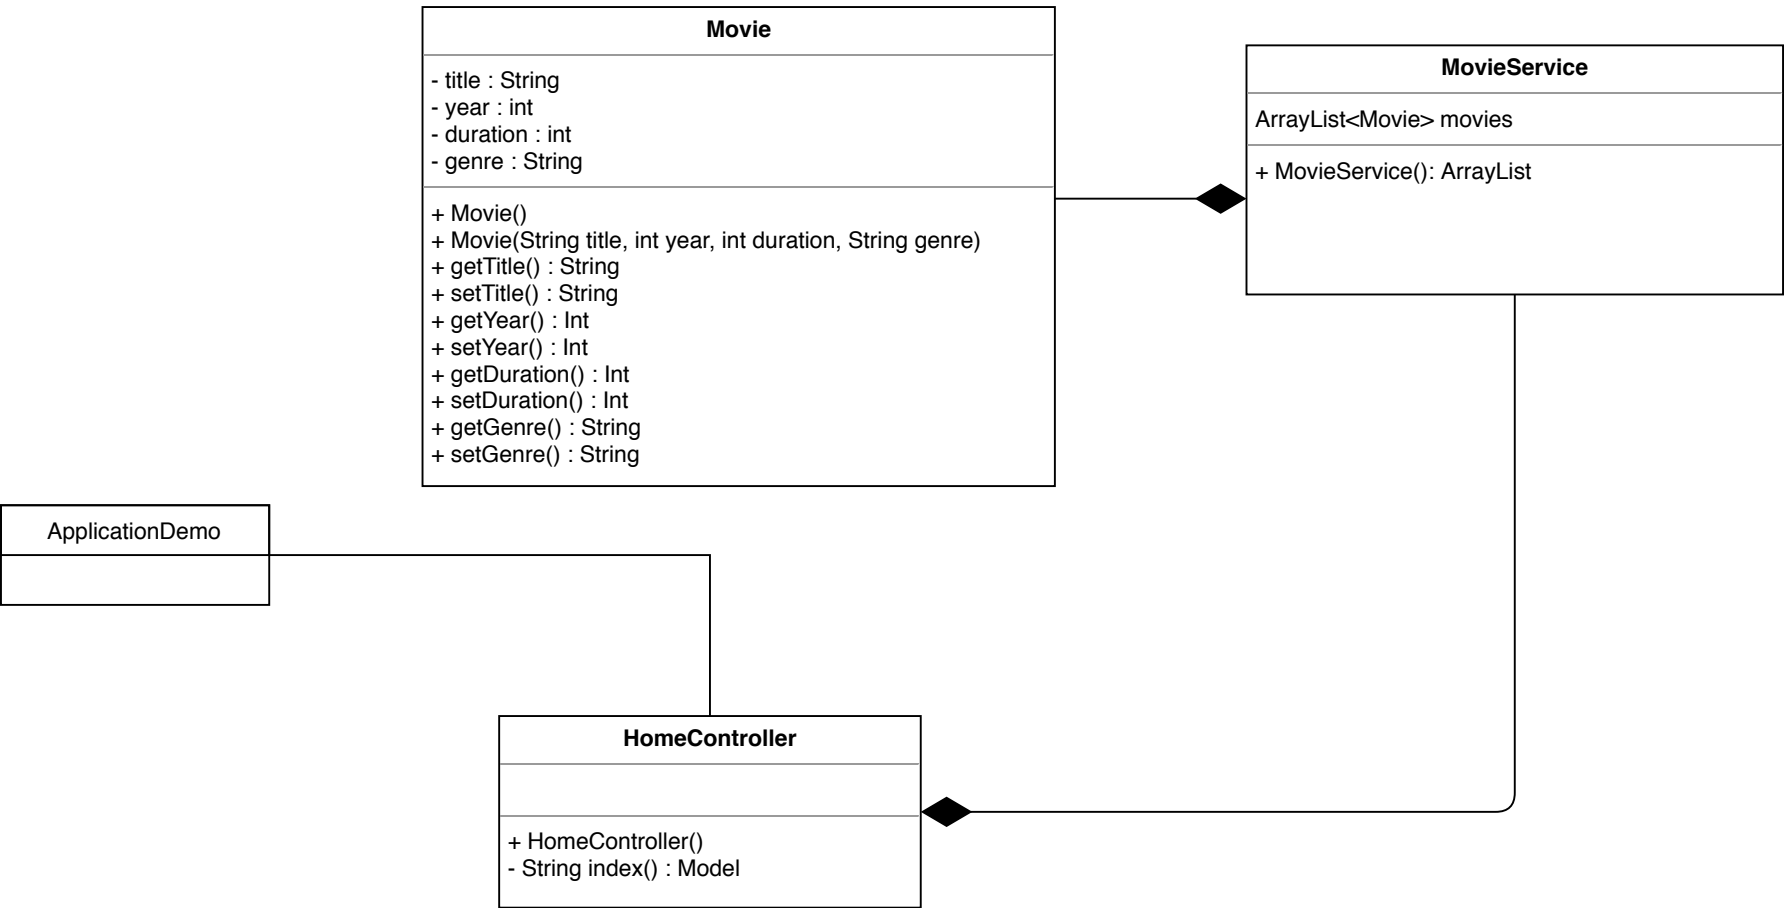 Movie
- title : String
- year : int
- duration : int
- genre : String
+ Movie()
+ Movie(String title, int year, int duration, String genre)
+ getTitle() : String
+ setTitle() : String
+ getYear() : Int
+ setYear() : Int
+ getDuration() : Int
+ setDuration() : Int
+ getGenre() : String
+ setGenre() : String
MovieService
ArrayList<Movie> movies
+ MovieService(): ArrayList
ApplicationDemo
HomeController
+ HomeController()
- String index() : Model